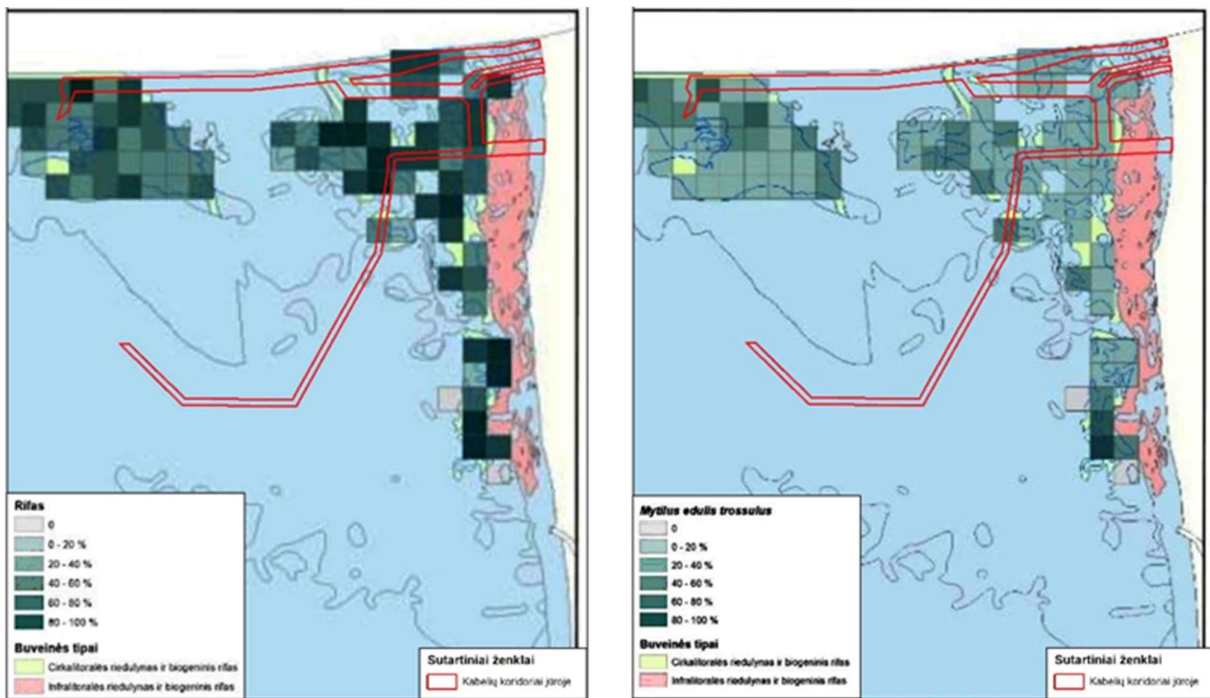 Rifas
0
0 - 20 %
20 - 40 %
40 - 60 %
60 - 80 %
80 - 100 %
Buveinės tipai
Cirkalitoralės riedulynas ir biogeninis rifas
Infralitoralės riedulynas ir biogeninis rifas
Sutartiniai ženklai
Kabelių koridoriai jūroje
Mytilus edulis trossulus
0
0 - 20 %
20 - 40 %
40 - 60 %
60 - 80 %
80 - 100 %
Buveinės tipai
Cirkalitoralės riedulynas ir biogeninis rifas
Infralitoralės riedulynas ir biogeninis rifas
Sutartiniai ženklai
Kabelių koridoriai jūroje